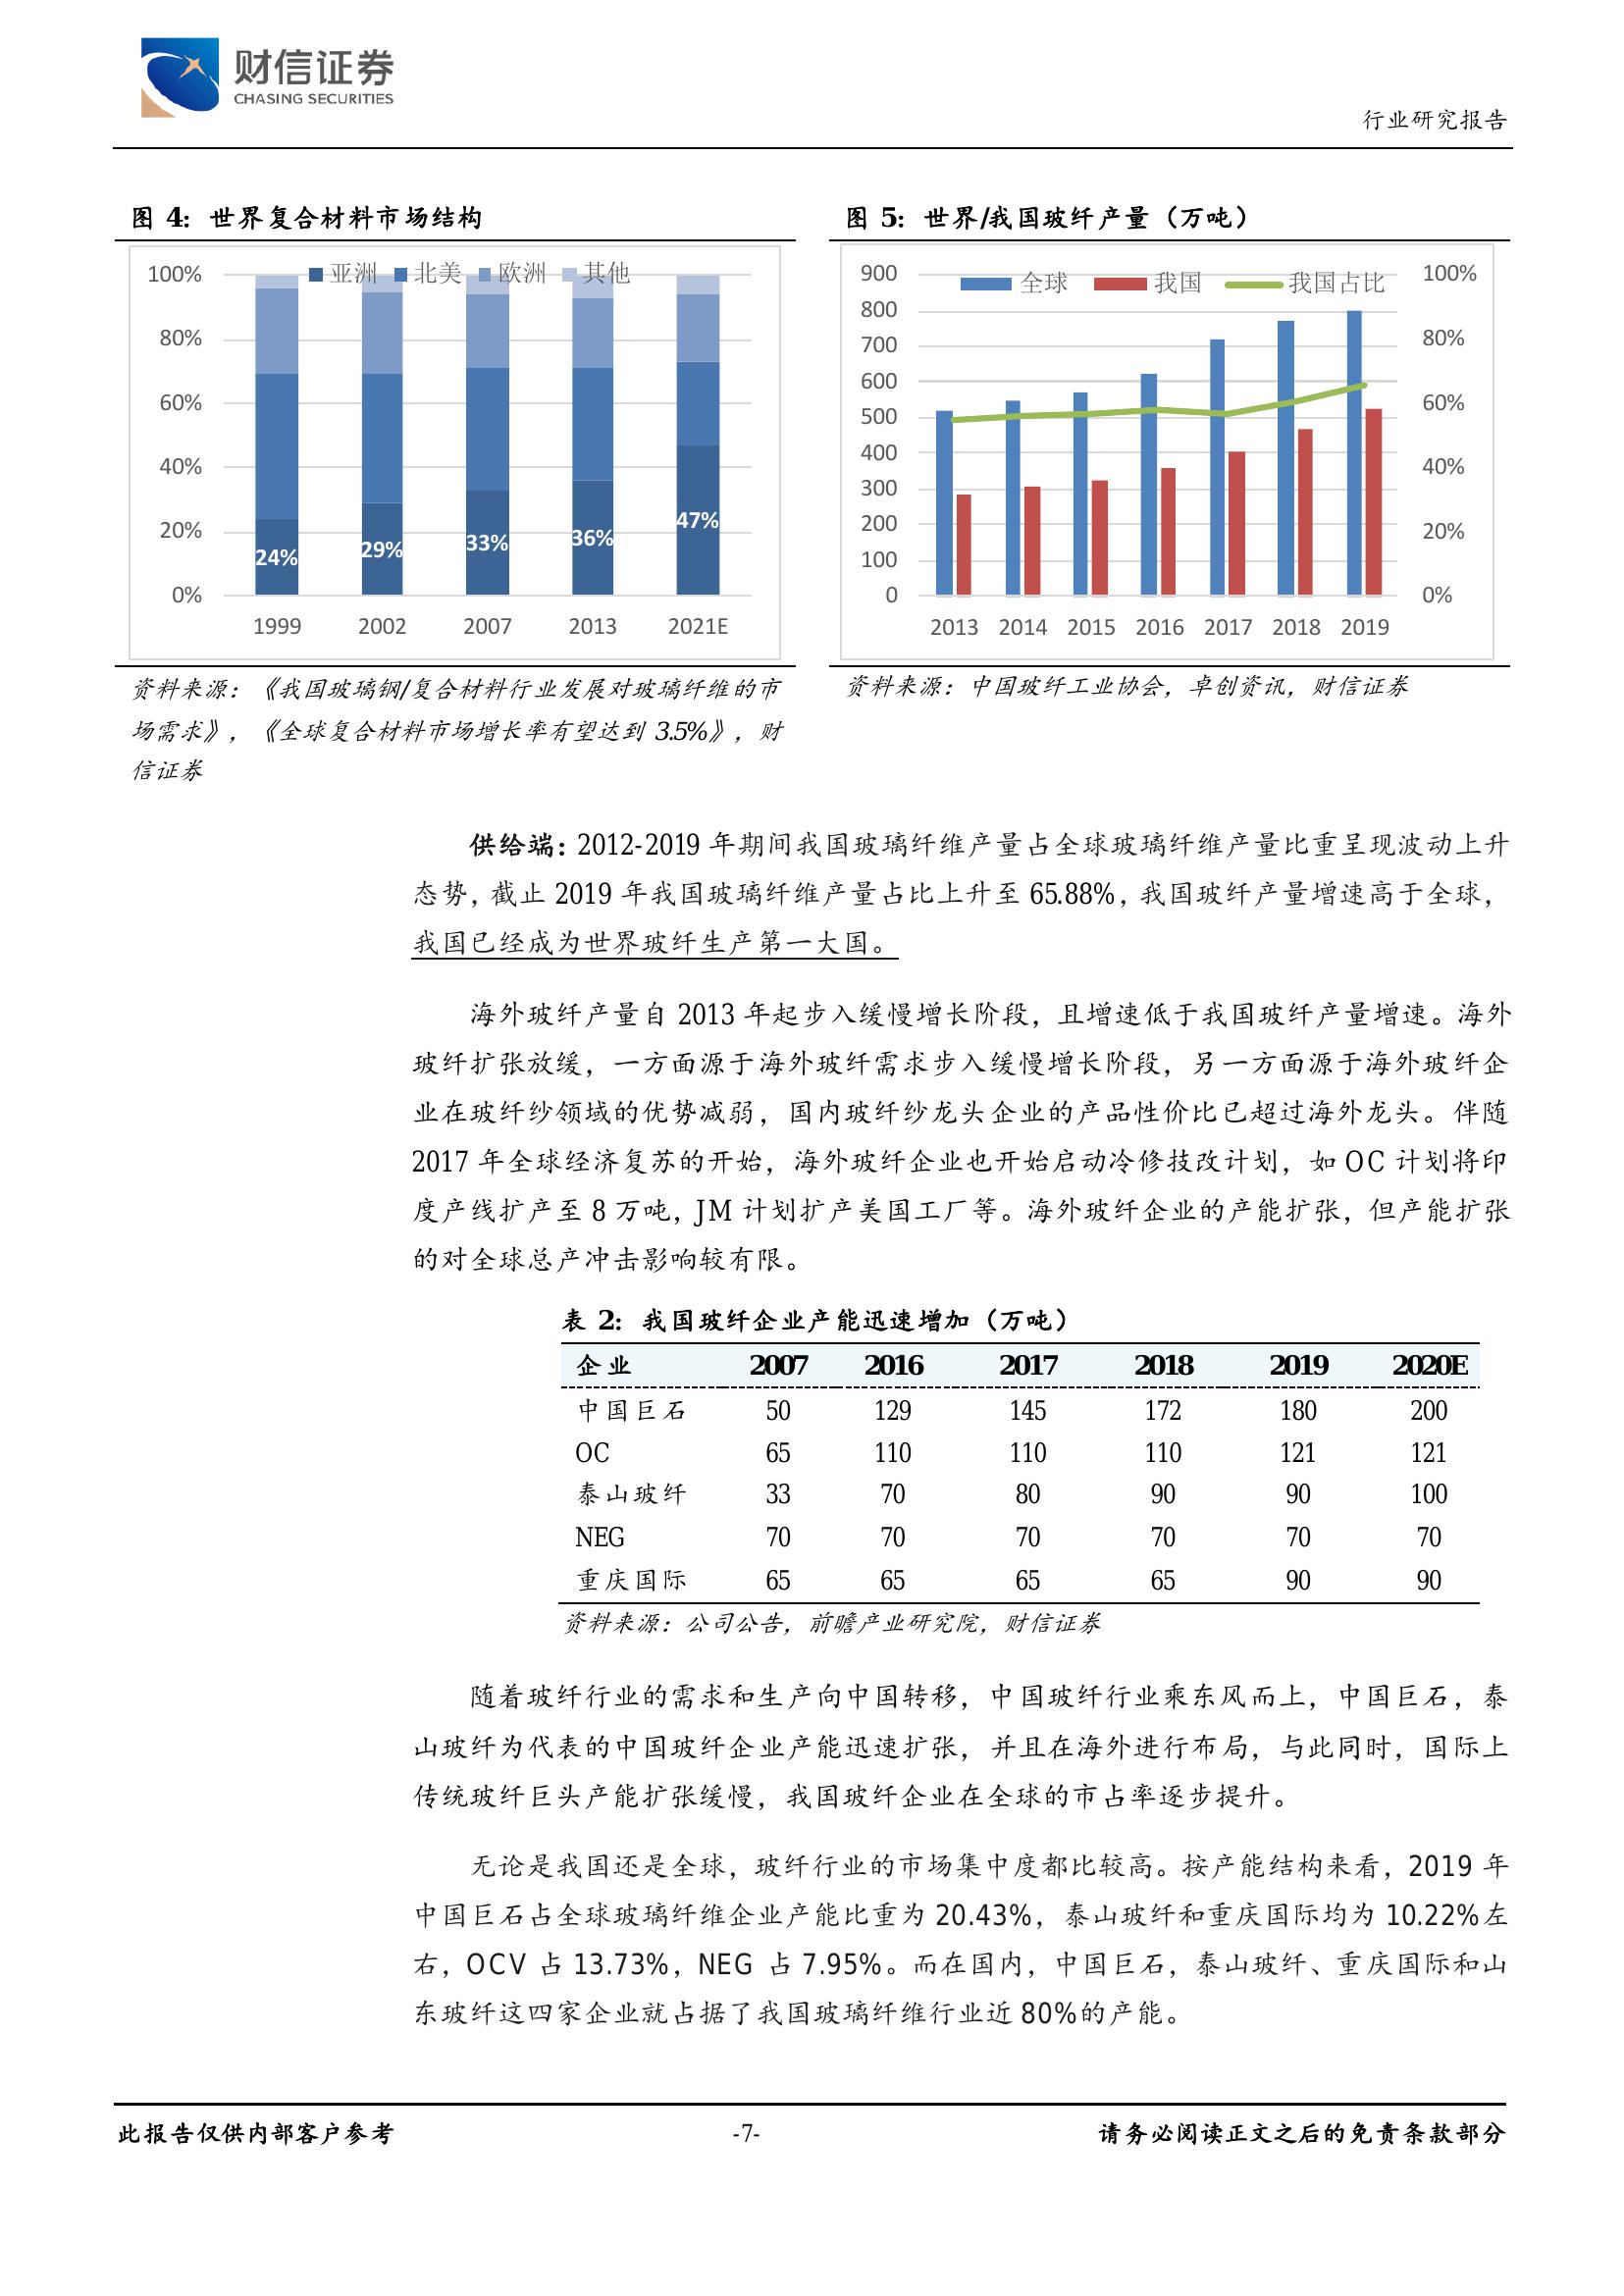 财信证券
CHASING SECURITIES
行业研究报告
图 4：世界复合材料市场结构
亚洲 北美 欧洲 其他
100%
80%
60%
40%
20%
0%
24% 29% 33% 36% 47%
1999 2002 2007 2013 2021E
资料来源：《我国玻璃钢/复合材料行业发展对玻璃纤维的市
场需求》，《全球复合材料市场增长率有望达到 3.5%》，财
信证券
图 5：世界/我国玻纤产量（万吨）
全球 我国 我国占比
900
800
700
600
500
400
300
200
100
0
100%
80%
60%
40%
20%
0%
2013 2014 2015 2016 2017 2018 2019
资料来源：中国玻纤工业协会，卓创资讯，财信证券
供给端：2012-2019 年期间我国玻璃纤维产量占全球玻璃纤维产量比重呈现波动上升
态势，截止 2019 年我国玻璃纤维产量占比上升至 65.88%，我国玻纤产量增速高于全球，
我国已经成为世界玻纤生产第一大国。
海外玻纤产量自 2013 年起步入缓慢增长阶段，且增速低于我国玻纤产量增速。海外
玻纤扩张放缓，一方面源于海外玻纤需求步入缓慢增长阶段，另一方面源于海外玻纤企
业在玻纤纱领域的优势减弱，国内玻纤纱龙头企业的产品性价比已超过海外龙头。伴随
2017 年全球经济复苏的开始，海外玻纤企业也开始启动冷修技改计划，如 OC 计划将印
度产线扩产至 8 万吨，JM 计划扩产美国工厂等。海外玻纤企业的产能扩张，但产能扩张
的对全球总产冲击影响较有限。
表 2：我国玻纤企业产能迅速增加（万吨）
企业 2007 2016 2017 2018 2019 2020E
中国巨石 50 129 145 172 180 200
OC 65 110 110 110 121 121
泰山玻纤 33 70 80 90 90 100
NEG 70 70 70 70 70 70
重庆国际 65 65 65 65 90 90
资料来源：公司公告，前瞻产业研究院，财信证券
随着玻纤行业的需求和生产向中国转移，中国玻纤行业乘东风而上，中国巨石，泰
山玻纤为代表的中国玻纤企业产能迅速扩张，并且在海外进行布局，与此同时，国际上
传统玻纤巨头产能扩张缓慢，我国玻纤企业在全球的市占率逐步提升。
无论是我国还是全球，玻纤行业的市场集中度都比较高。按产能结构来看，2019 年
中国巨石占全球玻璃纤维企业产能比重为 20.43%，泰山玻纤和重庆国际均为 10.22%左
右，OCV 占 13.73%，NEG 占 7.95%。而在国内，中国巨石，泰山玻纤、重庆国际和山
东玻纤这四家企业就占据了我国玻璃纤维行业近 80%的产能。
此报告仅供内部客户参考 -7- 请务必阅读正文之后的免责条款部分